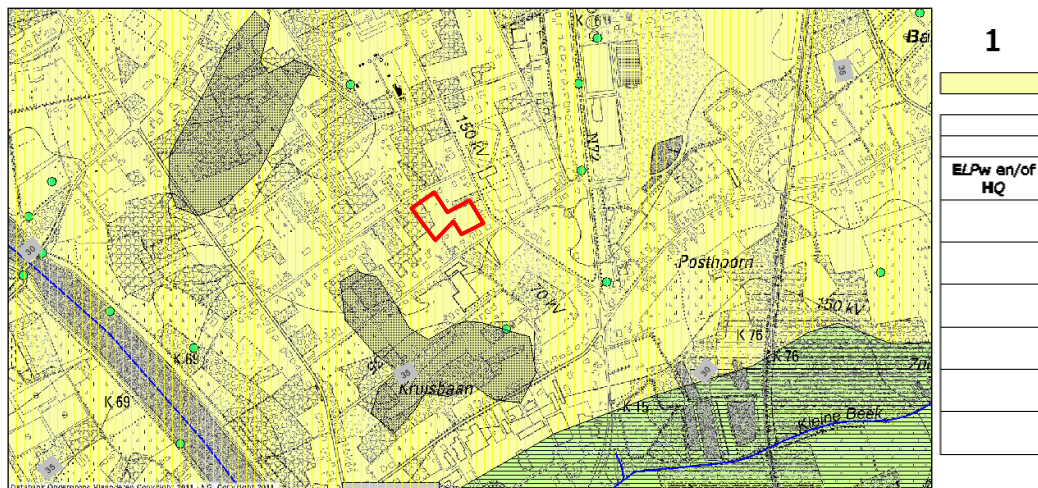 1
ELPw en/of
HQ
K
Ba
35
150 kV
N72
30
Posthoorn
70 kV
150 kV
K 69
K 76
K 76
35
30
Kruisbaan
K 69
K 15
Kleine Beek
35